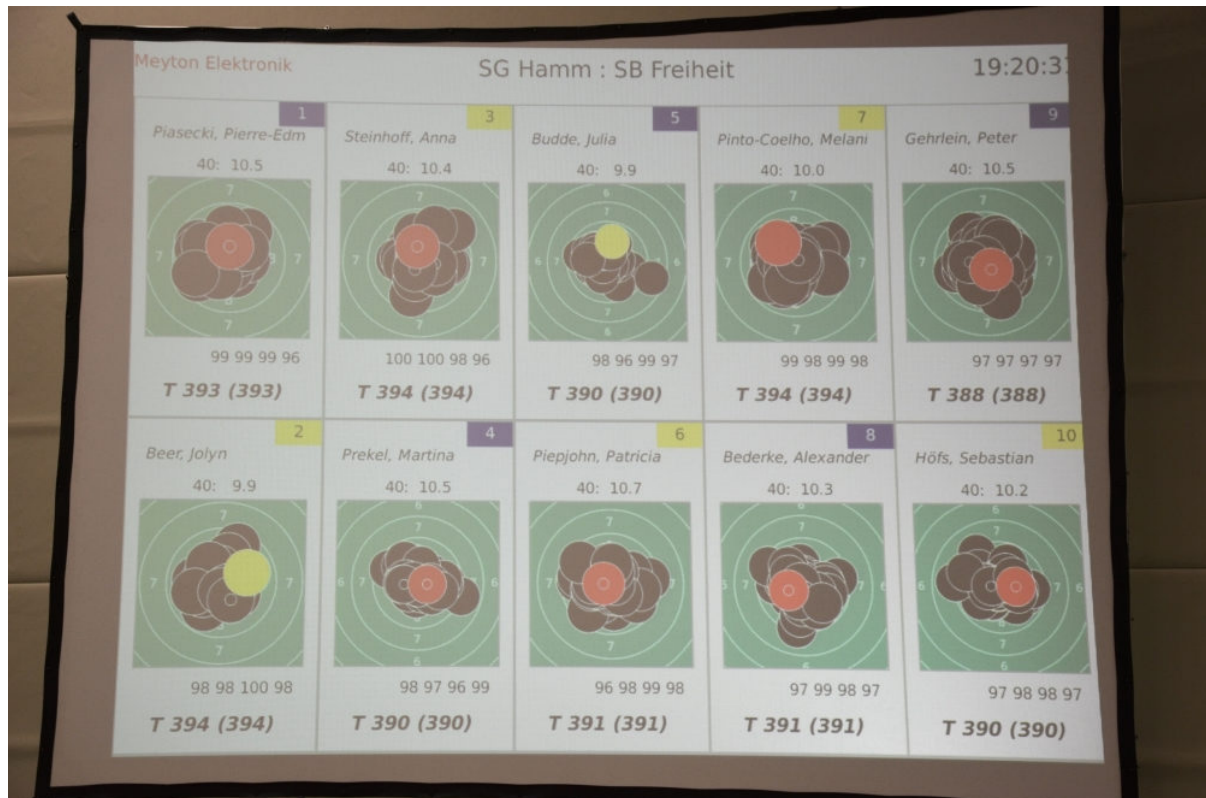 Meyton Elektronik
SG Hamm : SB Freiheit
19:20:3
1
Piasecki, Pierre-Edm
40: 10.5
99 99 99 96
T 393 (393)
3
Steinhoff, Anna
40: 10.4
100 100 98 96
T 394 (394)
5
Budde, Julia
40: 9.9
98 96 99 97
T 390 (390)
7
Pinto-Coelho, Melani
40: 10.0
99 98 99 98
T 394 (394)
9
Gehrlein, Peter
40: 10.5
97 97 97 97
T 388 (388)
2
Beer, Jolyn
40: 9.9
98 98 100 98
T 394 (394)
4
Prekel, Martina
40: 10.5
98 97 96 99
T 390 (390)
6
Piepjohn, Patricia
40: 10.7
96 98 99 98
T 391 (391)
8
Bederke, Alexander
40: 10.3
97 99 98 97
T 391 (391)
10
Höfs, Sebastian
40: 10.2
97 98 98 97
T 390 (390)